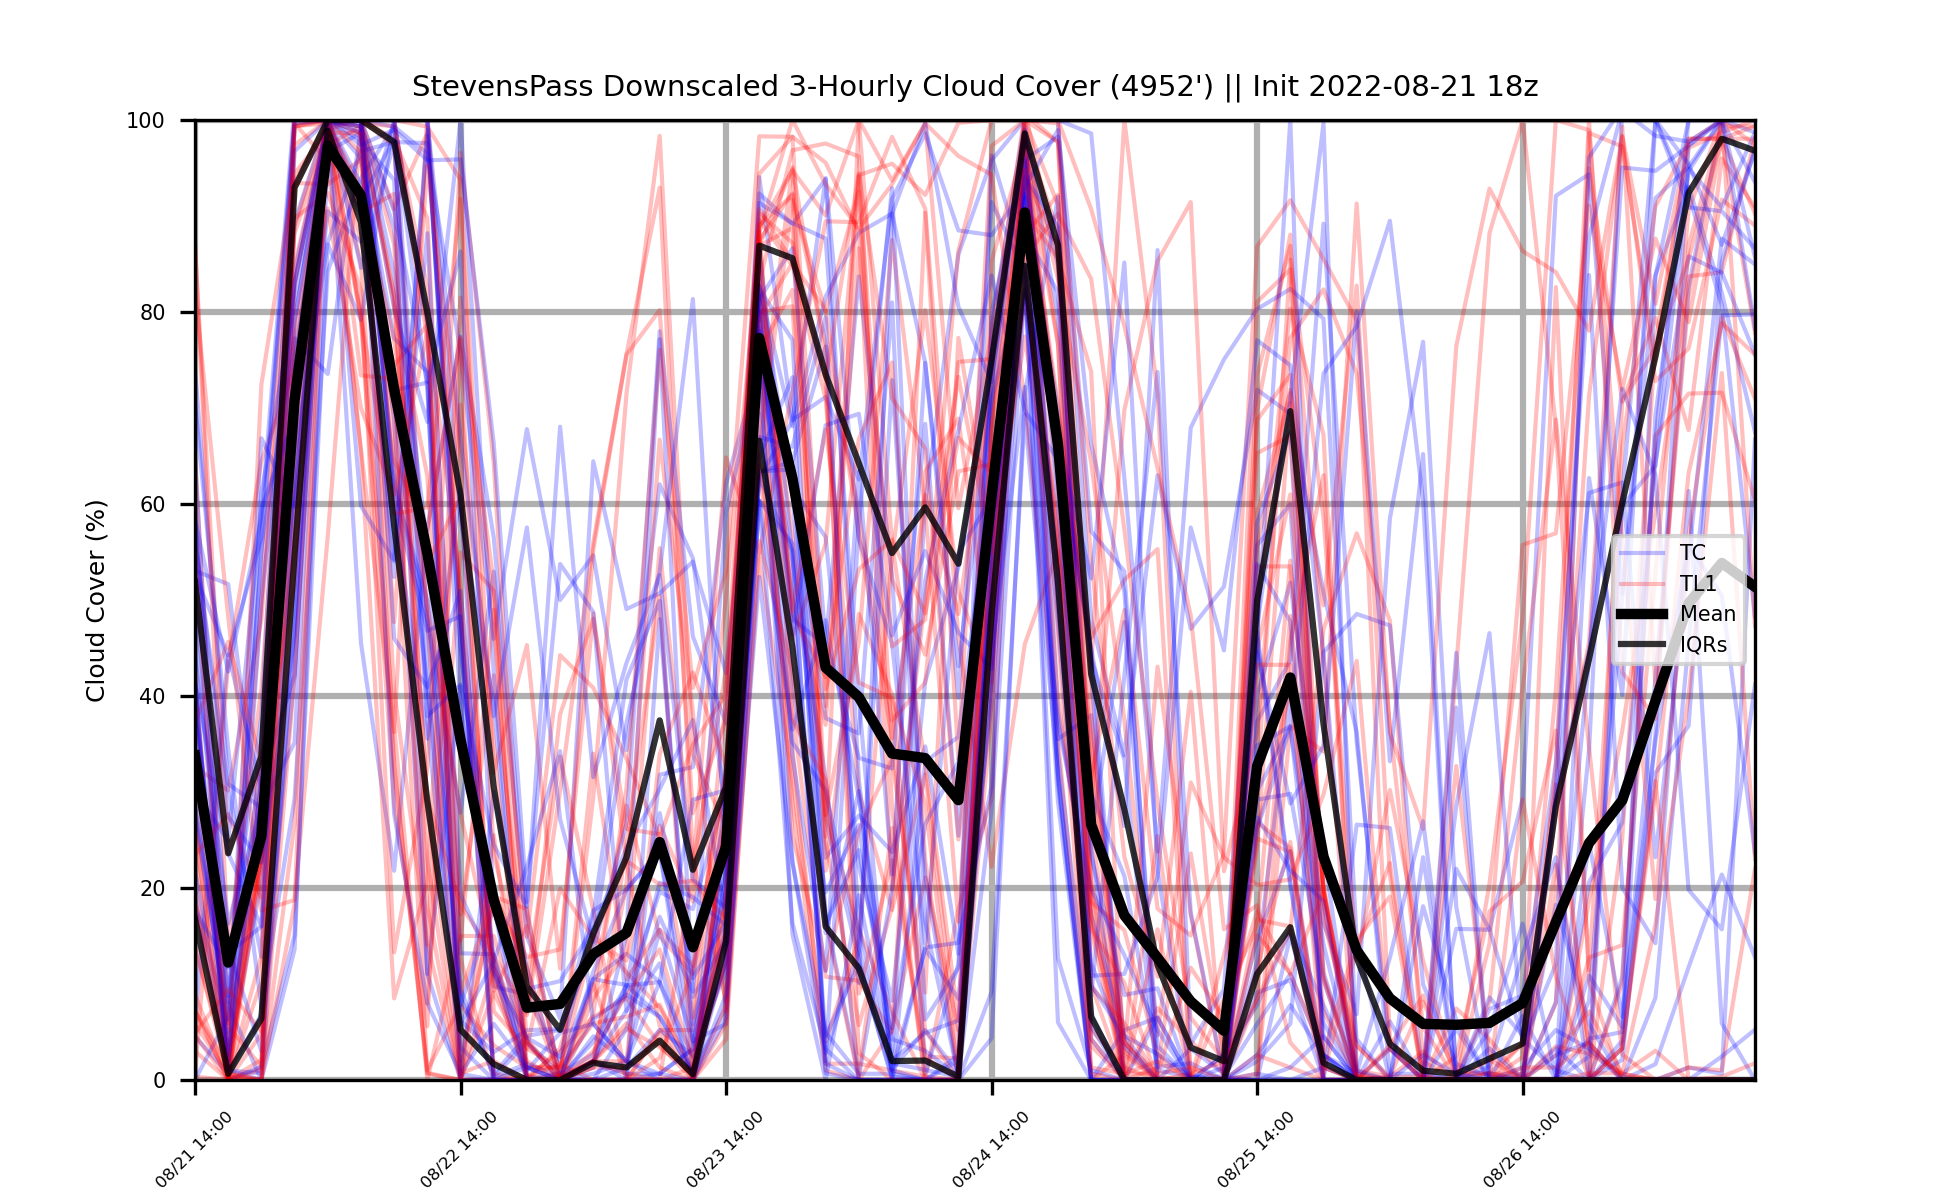 StevensPass Downscaled 3-Hourly Cloud Cover (4952') || Init 2022-08-21 18z
Cloud Cover (%)
100
80
60
40
20
0
TC
TL1
Mean
IQRs
08/21 14:00
08/22 14:00
08/23 14:00
08/24 14:00
08/25 14:00
08/26 14:00